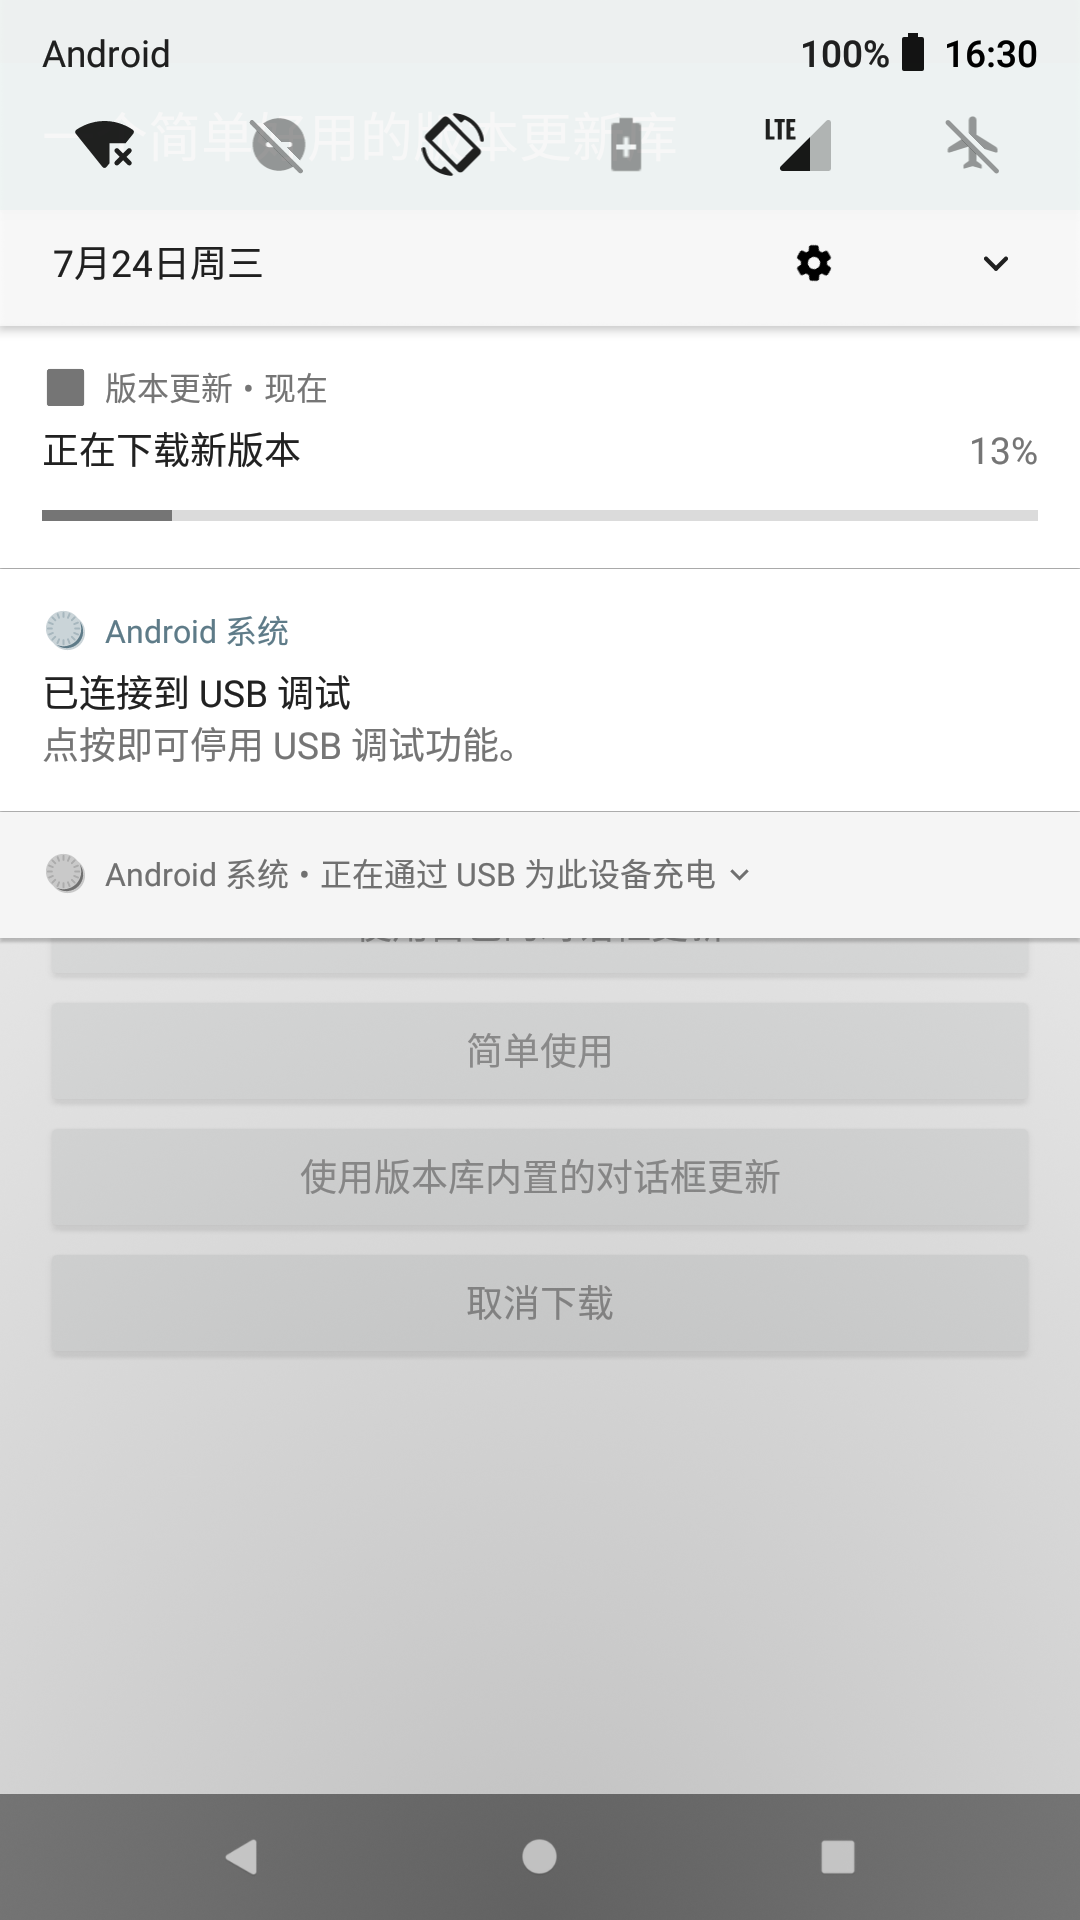 Android 100% 16:30
一个简单好用的版本更新库
LTE
7月24日周三
版本更新 • 现在
正在下载新版本 13%
Android 系统
已连接到 USB 调试
点按即可停用 USB 调试功能。
Android 系统 • 正在通过 USB 为此设备充电
简单使用
使用版本库内置的对话框更新
取消下载